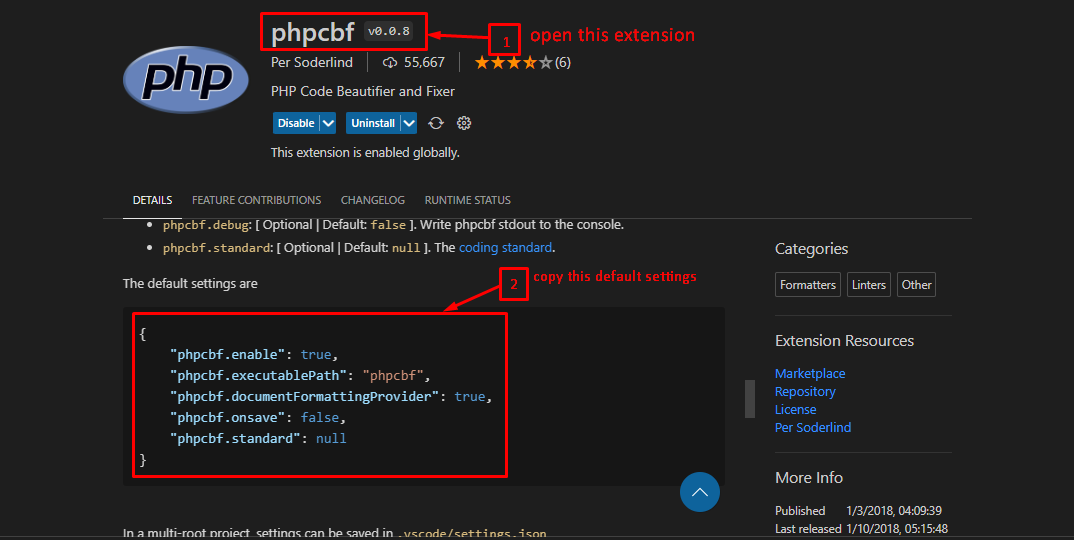 phpcbf v0.0.8
1 open this extension
php
Per Soderlind 55,667 (6)
PHP Code Beautifier and Fixer
Disable Uninstall
This extension is enabled globally.
DETAILS FEATURE CONTRIBUTIONS CHANGELOG RUNTIME STATUS
phpcbf.debug: [ Optional | Default: false ]. Write phpcbf stdout to the console.
phpcbf.standard: [ Optional | Default: null ]. The coding standard.
2 copy this default settings
The default settings are
{
"phpcbf.enable": true,
"phpcbf.executablePath": "phpcbf",
"phpcbf.documentFormattingProvider": true,
"phpcbf.onsave": false,
"phpcbf.standard": null
}
In a multi-root project, settings can be saved in .vscode/settings.json
Categories
Formatters Linters Other
Extension Resources
Marketplace
Repository
License
Per Soderlind
More Info
Published 1/3/2018, 04:09:39
Last released 1/10/2018, 05:15:48